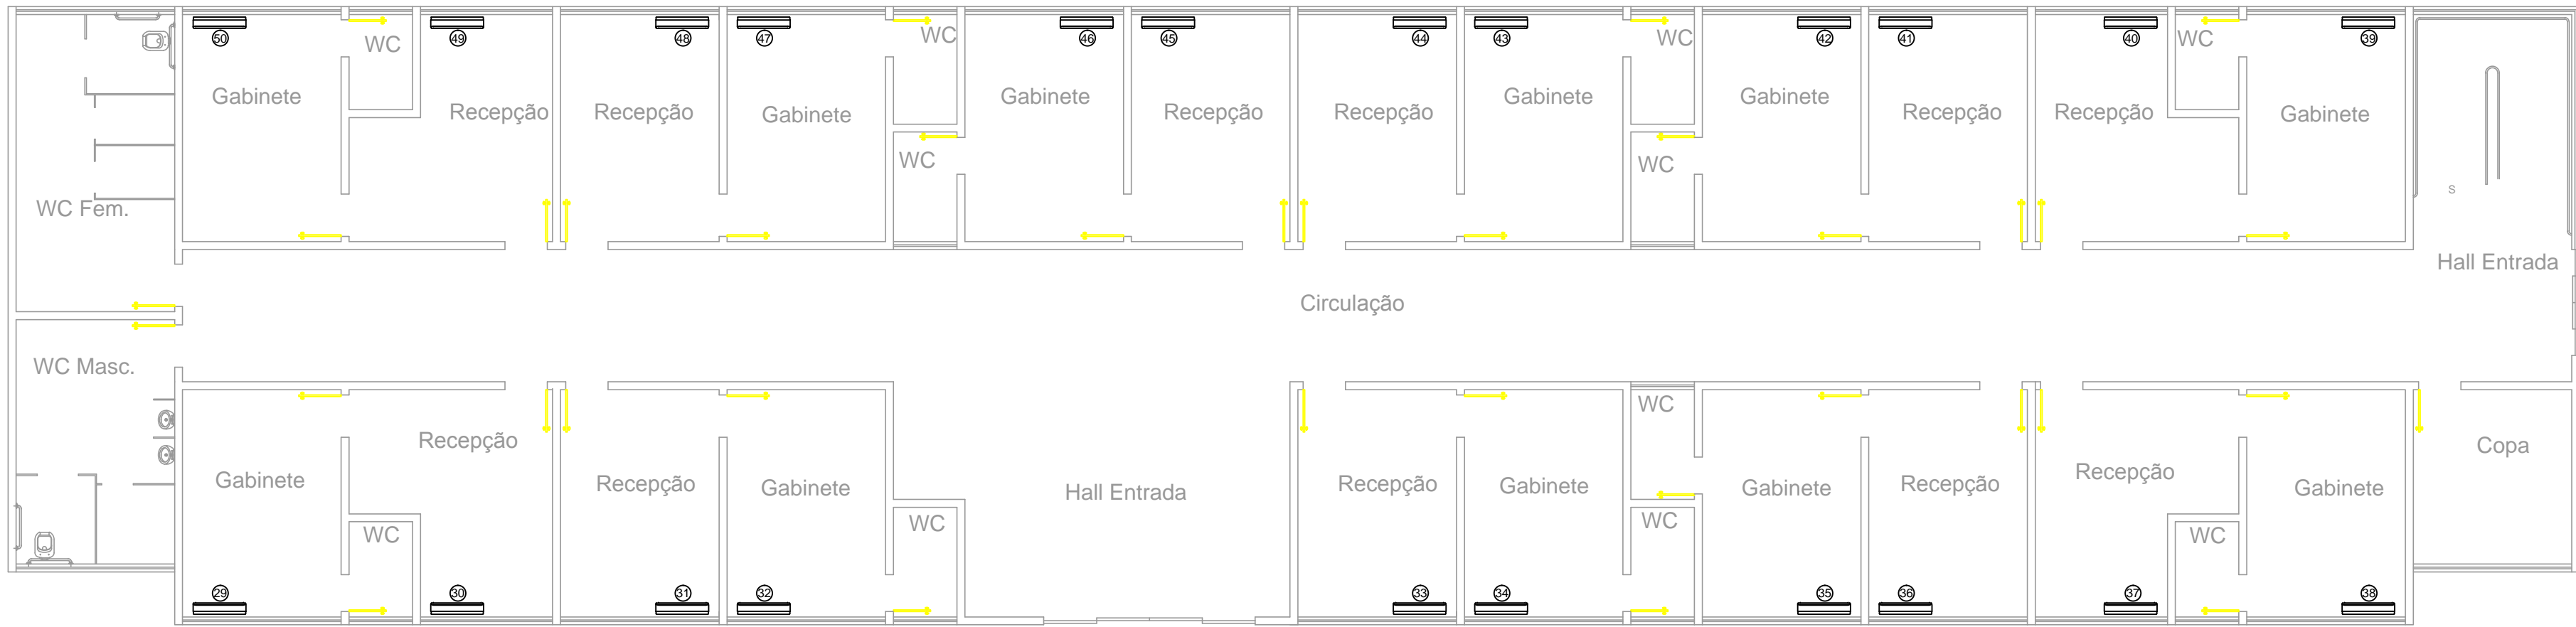 50
WC
49
48
47
WC
46
45
44
43
WC
42
41
40
WC
39
Gabinete
Recepção
Recepção
Gabinete
Gabinete
Recepção
Recepção
Gabinete
Gabinete
Recepção
Recepção
Gabinete
WC
WC
S
WC Fem.
Hall Entrada
Circulação
WC Masc.
WC
Recepção
Copa
Gabinete
Recepção
Gabinete
Hall Entrada
Recepção
Gabinete
Gabinete
Recepção
Recepção
Gabinete
WC
WC
WC
WC
29
30
31
32
33
34
35
36
37
38